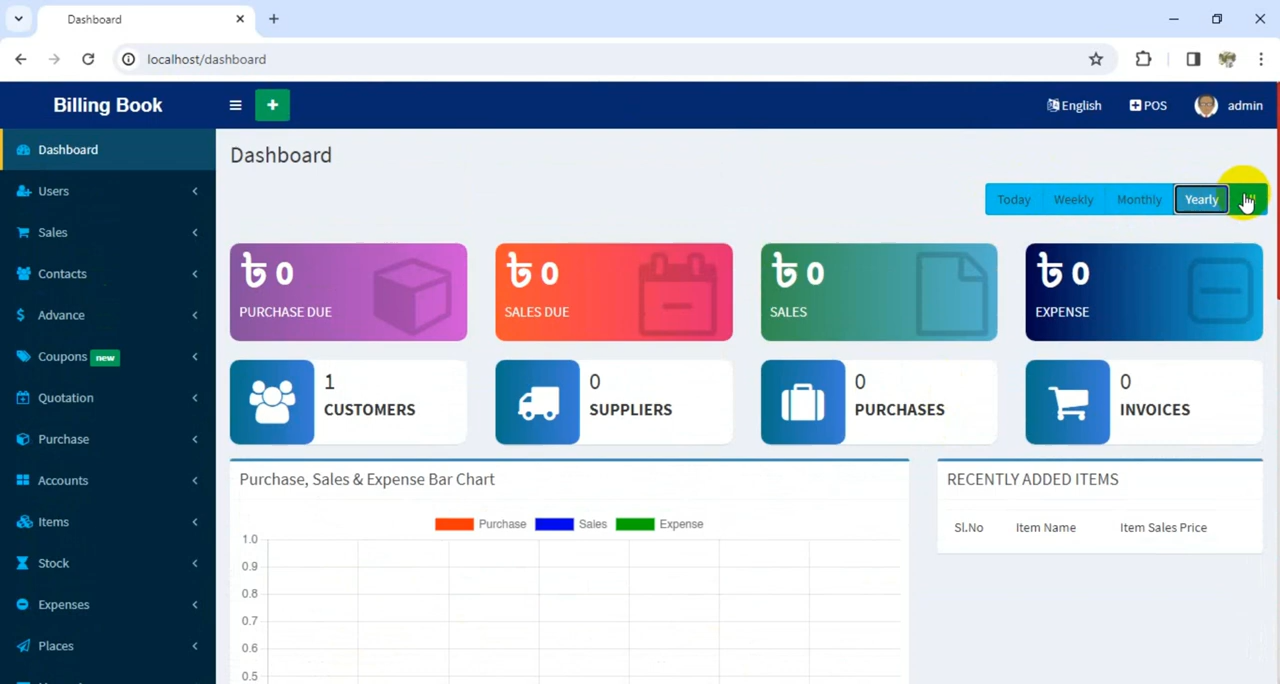 Dashboard
localhost/dashboard
Billing Book
English
POS
admin
Dashboard
Users
Sales
Contacts
Advance
Coupons new
Quotation
Purchase
Accounts
Items
Stock
Expenses
Places
Dashboard
Today Weekly Monthly Yearly
৳ 0
PURCHASE DUE
৳ 0
SALES DUE
৳ 0
SALES
৳ 0
EXPENSE
1
CUSTOMERS
0
SUPPLIERS
0
PURCHASES
0
INVOICES
Purchase, Sales & Expense Bar Chart
Purchase Sales Expense
1.0
0.9
0.8
0.7
0.6
0.5
RECENTLY ADDED ITEMS
Sl.No Item Name Item Sales Price